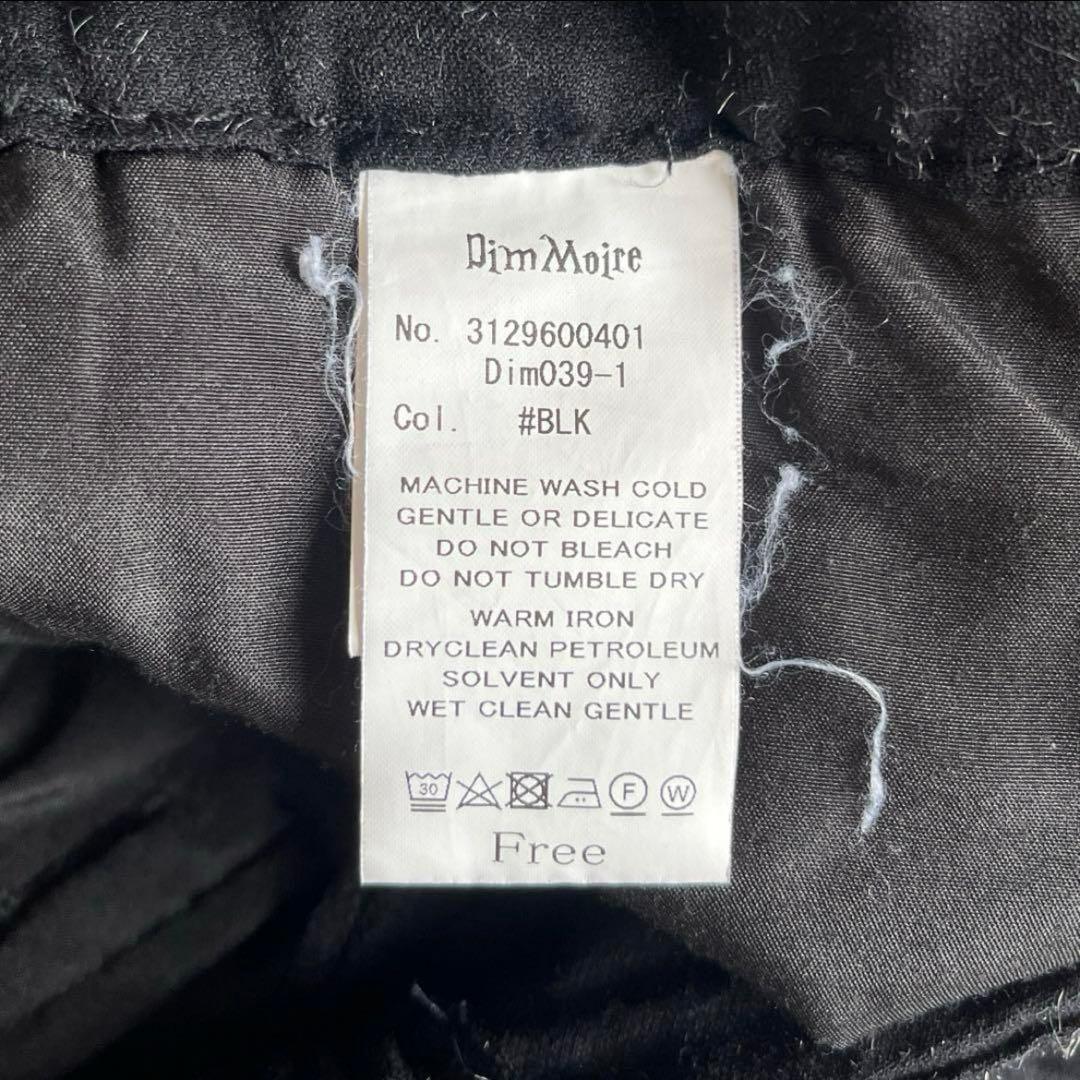 Dim Moire
No. 3129600401
Dim039-1
Col. #BLK
MACHINE WASH COLD
GENTLE OR DELICATE
DO NOT BLEACH
DO NOT TUMBLE DRY
WARM IRON
DRYCLEAN PETROLEUM
SOLVENT ONLY
WET CLEAN GENTLE
30 F W
Free